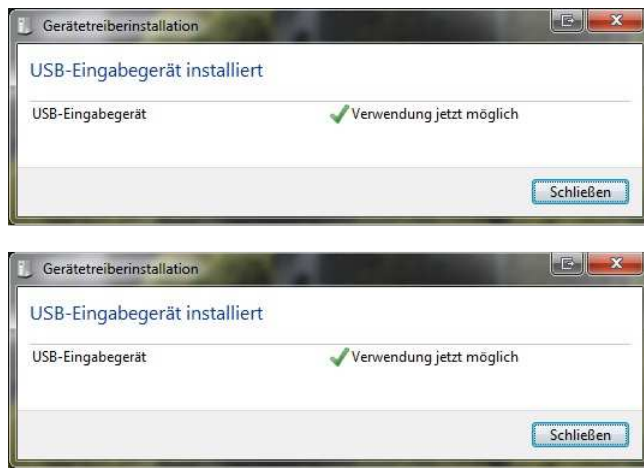 Gerätetreiberinstallation
USB-Eingabegerät installiert
USB-Eingabegerät Verwendung jetzt möglich
Schließen
Gerätetreiberinstallation
USB-Eingabegerät installiert
USB-Eingabegerät Verwendung jetzt möglich
Schließen